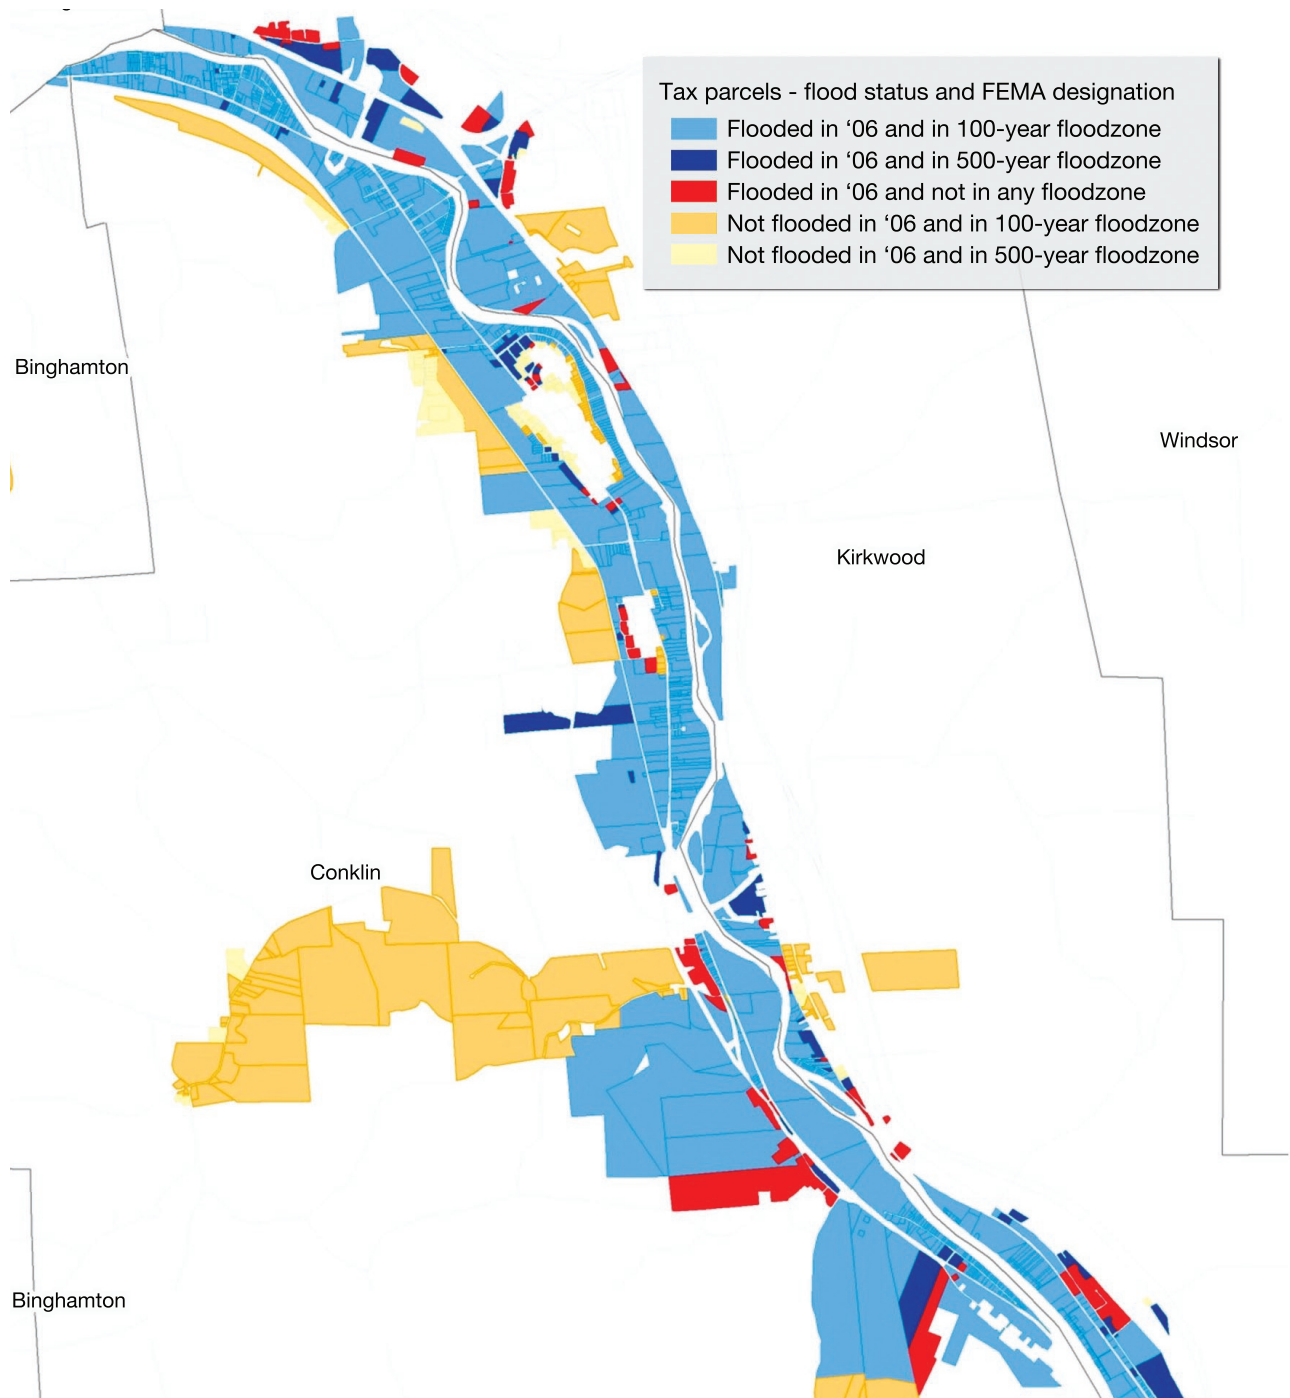 Tax parcels - flood status and FEMA designation
Flooded in ‘06 and in 100-year floodzone
Flooded in ‘06 and in 500-year floodzone
Flooded in ‘06 and not in any floodzone
Not flooded in ‘06 and in 100-year floodzone
Not flooded in ‘06 and in 500-year floodzone
Binghamton
Windsor
Kirkwood
Conklin
Binghamton